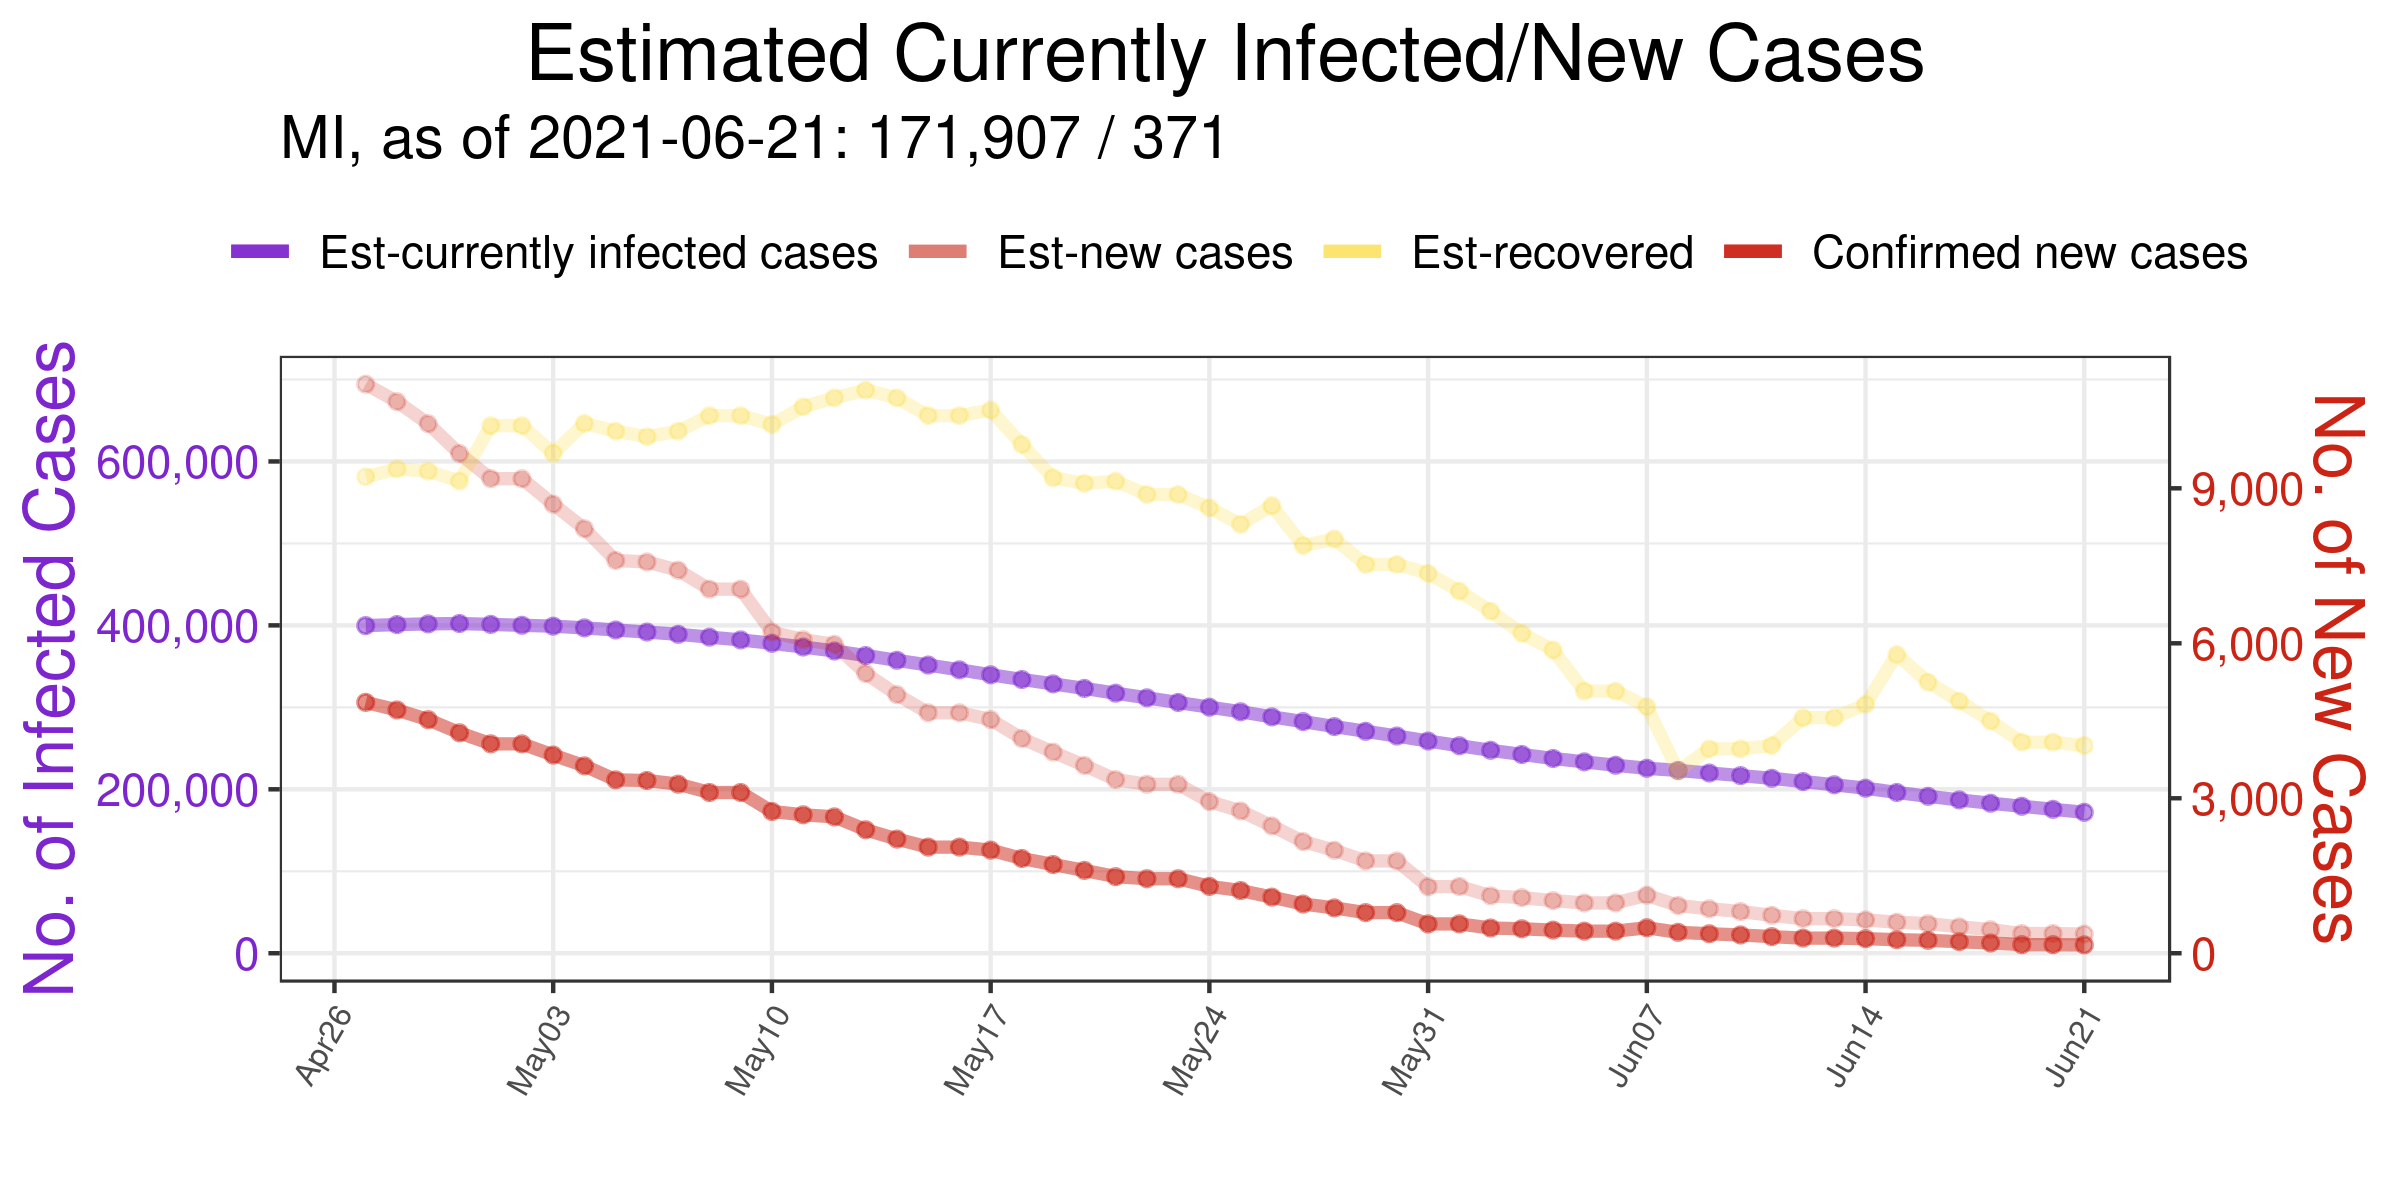 Estimated Currently Infected/New Cases
MI, as of 2021-06-21: 171,907 / 371
Est-currently infected cases Est-new cases Est-recovered Confirmed new cases
No. of Infected Cases
600,000
400,000
200,000
0
9,000
6,000
3,000
0
No. of New Cases
Apr26 May03 May10 May17 May24 May31 Jun07 Jun14 Jun21